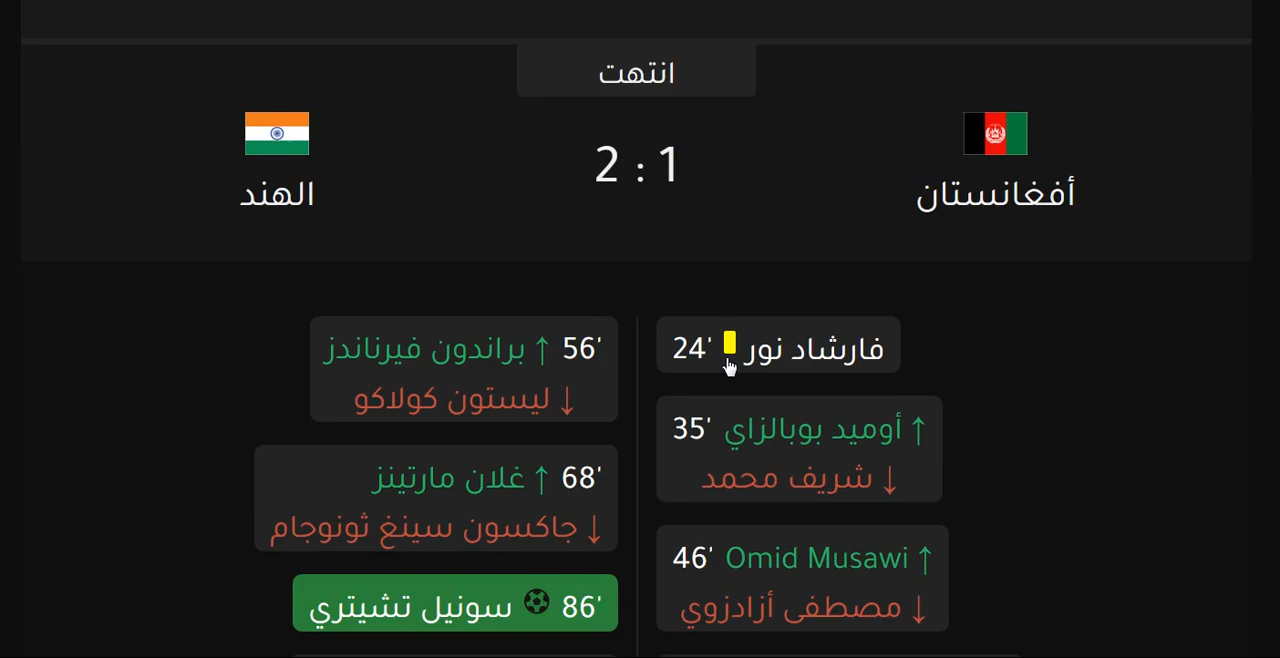 انتهت
أفغانستان
2 : 1
الهند
فارشاد نور 24'
↑ أوميد بوبالزاي 35'
↓ شريف محمد
↑ Omid Musawi 46'
↓ مصطفى أزادزوي
56' ↑ براندون فيرناندز
↓ ليستون كولاكو
68' ↑ غلان مارتينز
↓ جاكسون سينغ ثونوجام
86' سونيل تشيتري